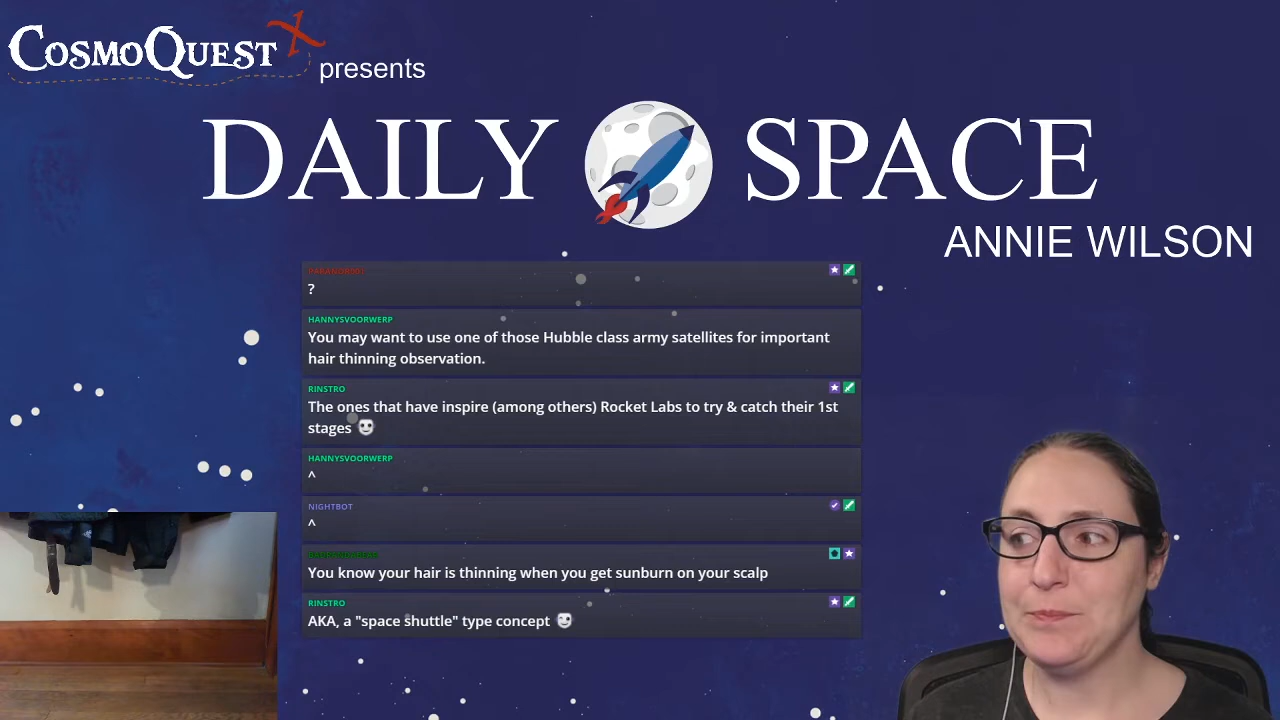 CosmoQuest X
presents
DAILY SPACE
ANNIE WILSON
?
HANNYSVOORWERP
You may want to use one of those Hubble class army satellites for important
hair thinning observation.
RINSTRO
The ones that have inspire (among others) Rocket Labs to try & catch their 1st
stages
HANNYSVOORWERP
^
NIGHTBOT
^
You know your hair is thinning when you get sunburn on your scalp
RINSTRO
AKA, a "space shuttle" type concept